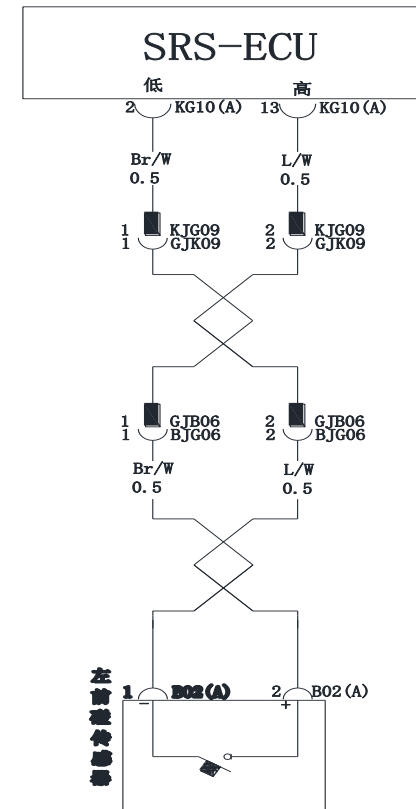 SRS-ECU
低 高
2 KG10(A) 13 KG10(A)
Br/W L/W
0.5 0.5
1 KJG09 2 KJG09
1 GJK09 2 GJK09
1 GJB06 2 GJB06
1 BJG06 2 BJG06
Br/W L/W
0.5 0.5
左前碰传感器
1 B02(A) 2 B02(A)
− +